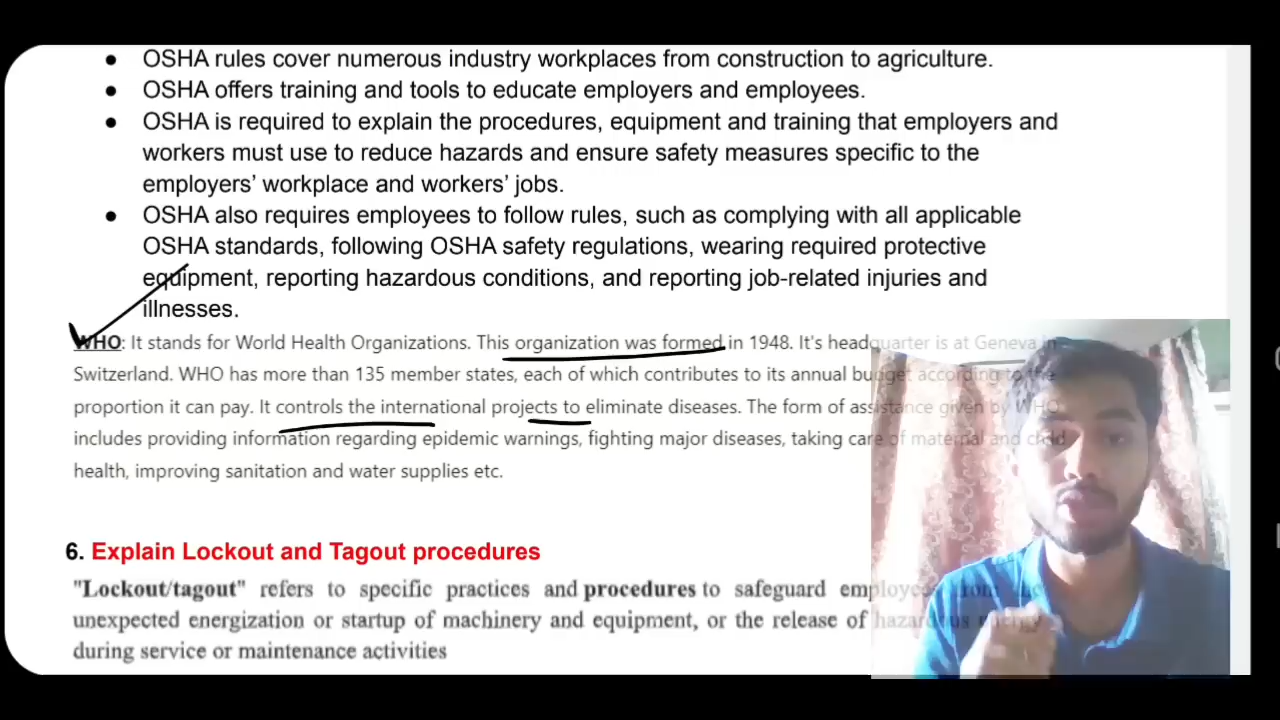 ● OSHA rules cover numerous industry workplaces from construction to agriculture.
● OSHA offers training and tools to educate employers and employees.
● OSHA is required to explain the procedures, equipment and training that employers and
workers must use to reduce hazards and ensure safety measures specific to the
employers' workplace and workers' jobs.
● OSHA also requires employees to follow rules, such as complying with all applicable
OSHA standards, following OSHA safety regulations, wearing required protective
equipment, reporting hazardous conditions, and reporting job-related injuries and
illnesses.
WHO: It stands for World Health Organizations. This organization was formed in 1948. It's headquarter is at Geneva in
Switzerland. WHO has more than 135 member states, each of which contributes to its annual budget according to the
proportion it can pay. It controls the international projects to eliminate diseases. The form of assistance given by WHO
includes providing information regarding epidemic warnings, fighting major diseases, taking care of maternal and child
health, improving sanitation and water supplies etc.
6. Explain Lockout and Tagout procedures
"Lockout/tagout" refers to specific practices and procedures to safeguard employees from the
unexpected energization or startup of machinery and equipment, or the release of hazardous energy
during service or maintenance activities